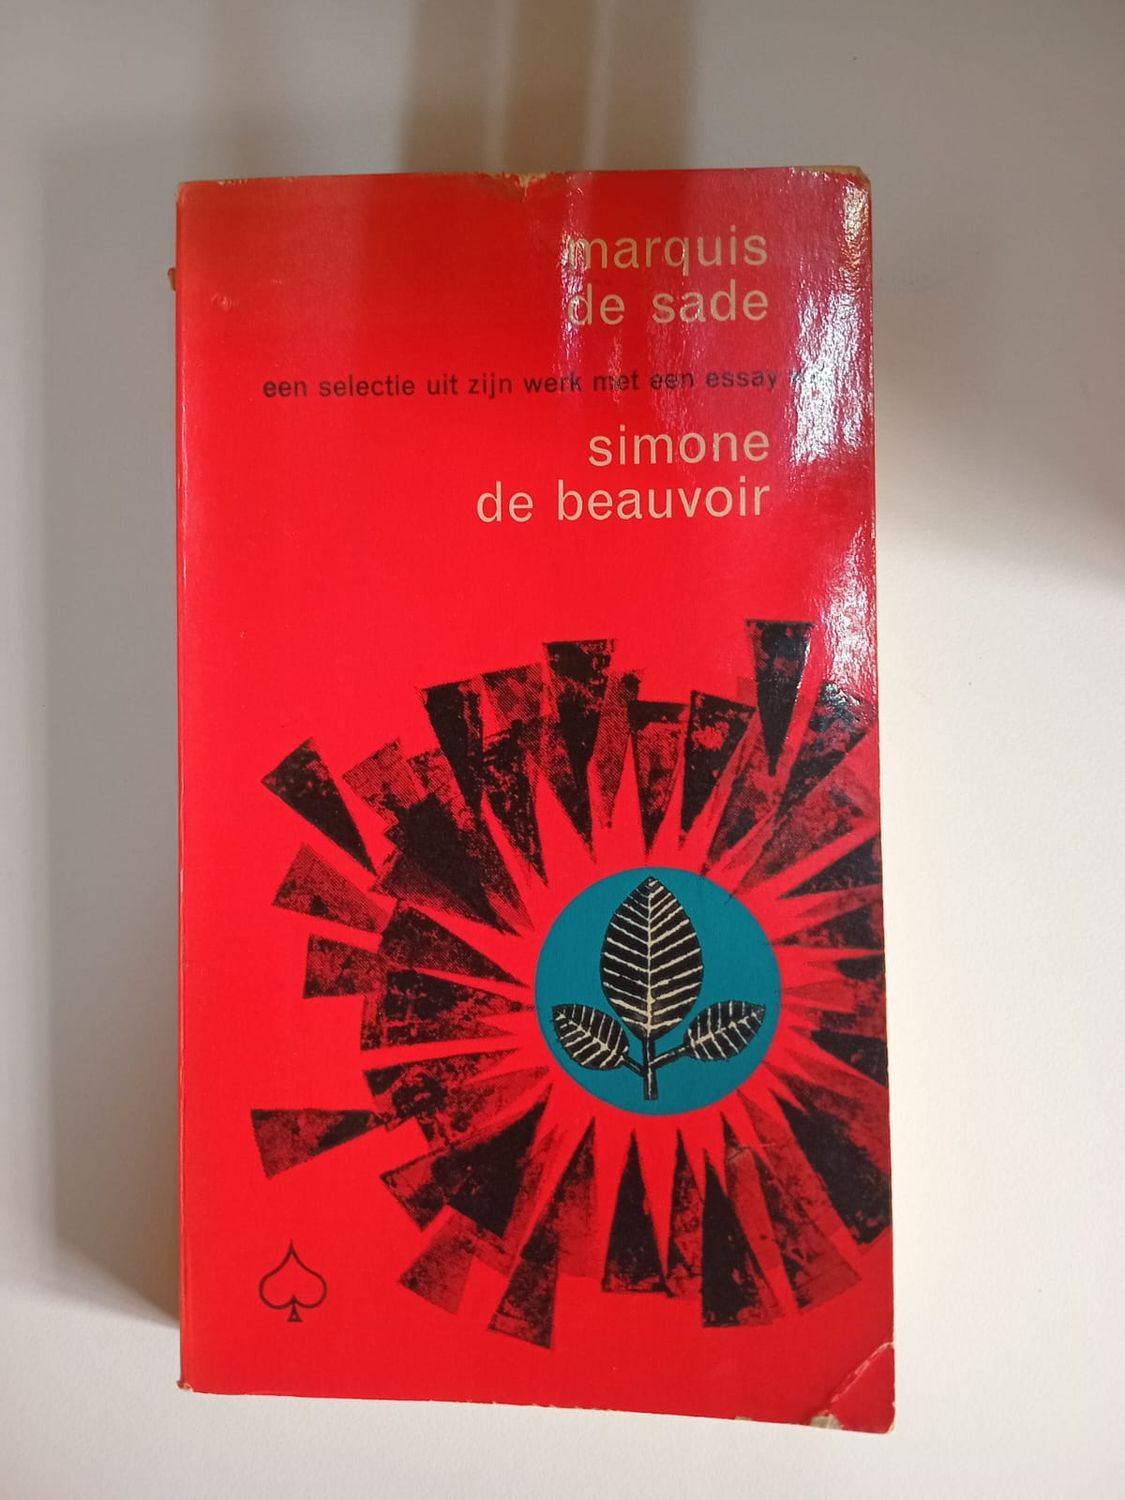 marquis
de sade
een selectie uit zijn werk met een essay
simone
de beauvoir